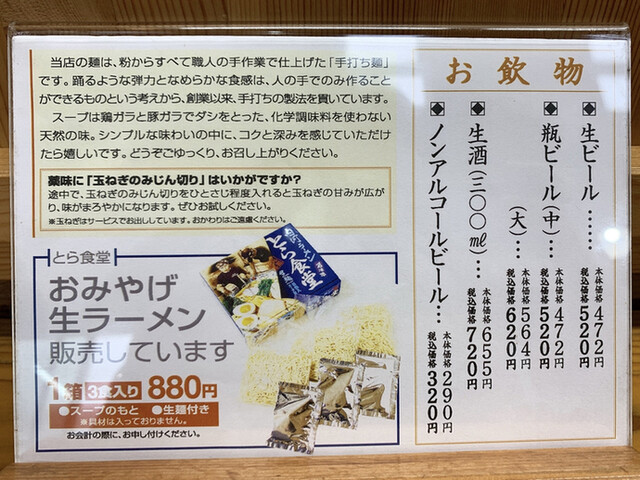 当店の麺は、粉からすべて職人の手作業で仕上げた「手打ち麺」
です。踊るような弾力となめらかな食感は、人の手でのみ作ること
ができるものという考えから、創業以来、手打ちの製法を貫いています。
スープは鶏ガラと豚ガラでダシをとった、化学調味料を使わない
天然の味。シンプルな味わいの中に、コクと深みを感じていただけ
たら嬉しいです。どうぞごゆっくり、お召し上がりください。
薬味に「玉ねぎのみじん切り」はいかがですか?
途中で、玉ねぎのみじん切りをひとさじ程度入れると玉ねぎの甘みが広が
り、味がまろやかになります。ぜひお試しください。
※玉ねぎはサービスでお出ししています。おかわりはご遠慮ください。
とら食堂
おみやげ
生ラーメン
販売しています
1箱 3食入り 880円
●スープのもと ●生麺付き
※具材は入っておりません。
お会計の際に、お申し付けください。
とら食堂
お飲物
◆生ビール…… 本体価格 472円 税込価格 520円
◆瓶ビール(中)… 本体価格 472円 税込価格 520円
(大)… 本体価格 564円 税込価格 620円
◆生酒(三〇〇㎖)… 本体価格 655円 税込価格 720円
◆ノンアルコールビール… 本体価格 290円 税込価格 320円